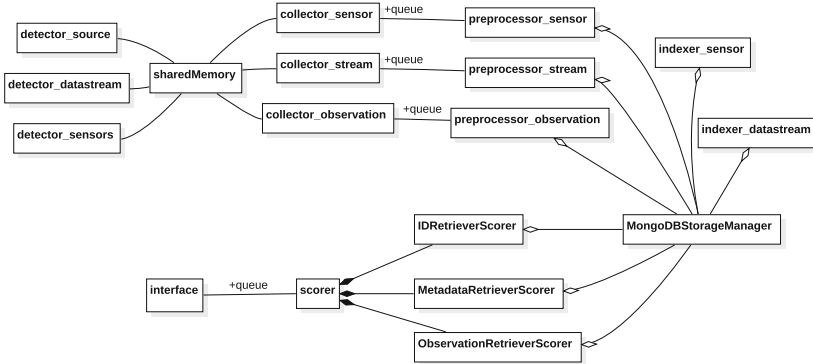 collector_sensor
+queue
preprocessor_sensor
detector_source
indexer_sensor
collector_stream
+queue
preprocessor_stream
sharedMemory
detector_datastream
collector_observation
+queue
preprocessor_observation
indexer_datastream
detector_sensors
IDRetrieverScorer
MongoDBStorageManager
interface
+queue
scorer
MetadataRetrieverScorer
ObservationRetrieverScorer